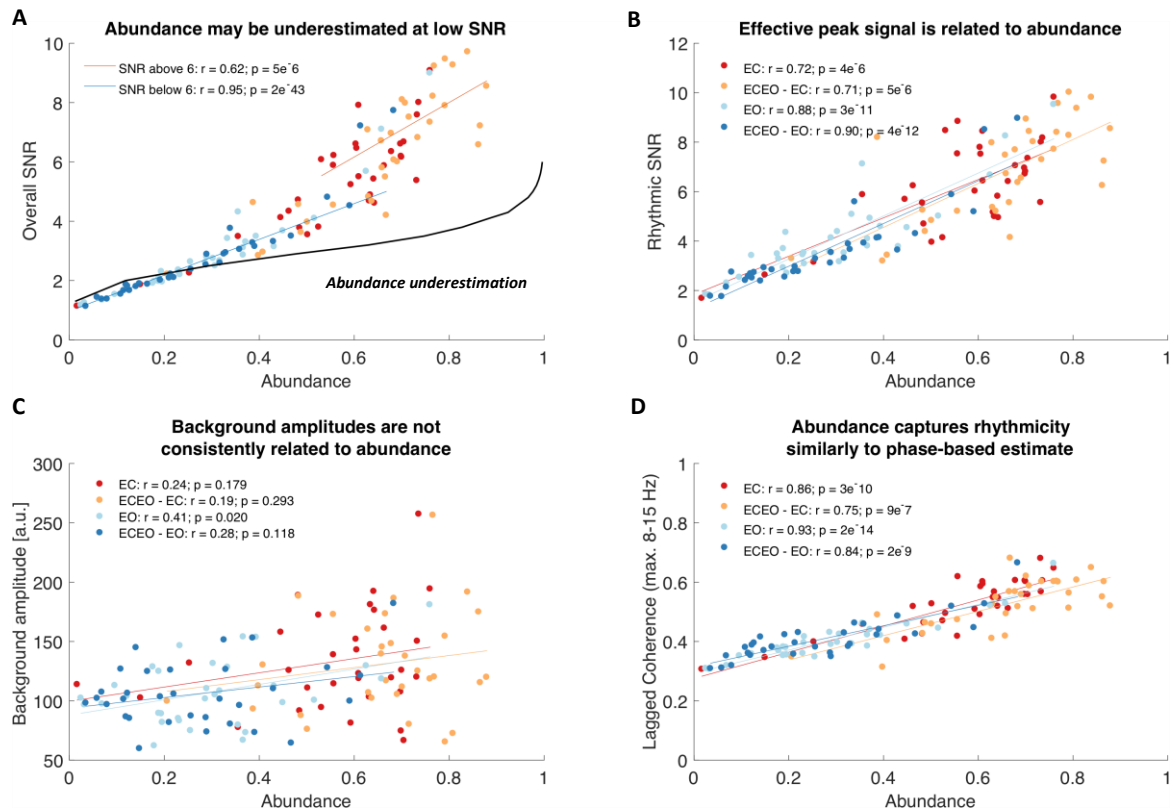 A
Abundance may be underestimated at low SNR
12
10
8
6
4
2
0
Overall SNR
SNR above 6: r = 0.62; p = 5e^-6
SNR below 6: r = 0.95; p = 2e^-43
Abundance underestimation
0
0.2
0.4
0.6
0.8
1
Abundance
B
Effective peak signal is related to abundance
12
10
8
6
4
2
0
Rhythmic SNR
EC: r = 0.72; p = 4e^-6
ECEO - EC: r = 0.71; p = 5e^-6
EO: r = 0.88; p = 3e^-11
ECEO - EO: r = 0.90; p = 4e^-12
0
0.2
0.4
0.6
0.8
1
Abundance
C
Background amplitudes are not
consistently related to abundance
300
250
200
150
100
50
Background amplitude [a.u.]
EC: r = 0.24; p = 0.179
ECEO - EC: r = 0.19; p = 0.293
EO: r = 0.41; p = 0.020
ECEO - EO: r = 0.28; p = 0.118
0
0.2
0.4
0.6
0.8
1
Abundance
D
Abundance captures rhythmicity
similarly to phase-based estimate
1
0.8
0.6
0.4
0.2
0
Lagged Coherence (max. 8-15 Hz)
EC: r = 0.86; p = 3e^-10
ECEO - EC: r = 0.75; p = 9e^-7
EO: r = 0.93; p = 2e^-14
ECEO - EO: r = 0.84; p = 2e^-9
0
0.2
0.4
0.6
0.8
1
Abundance